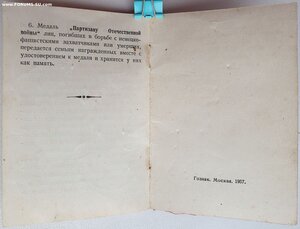 www.FORUMS-SU.com
6. Медаль „Партизану Отечественной
войны“ лиц, погибших в борьбе с немецко-
фашистскими захватчиками или умерших,
передается семьям награжденных вместе с
удостоверением к медали и хранится у них
как память.
Гознак. Москва. 1957.